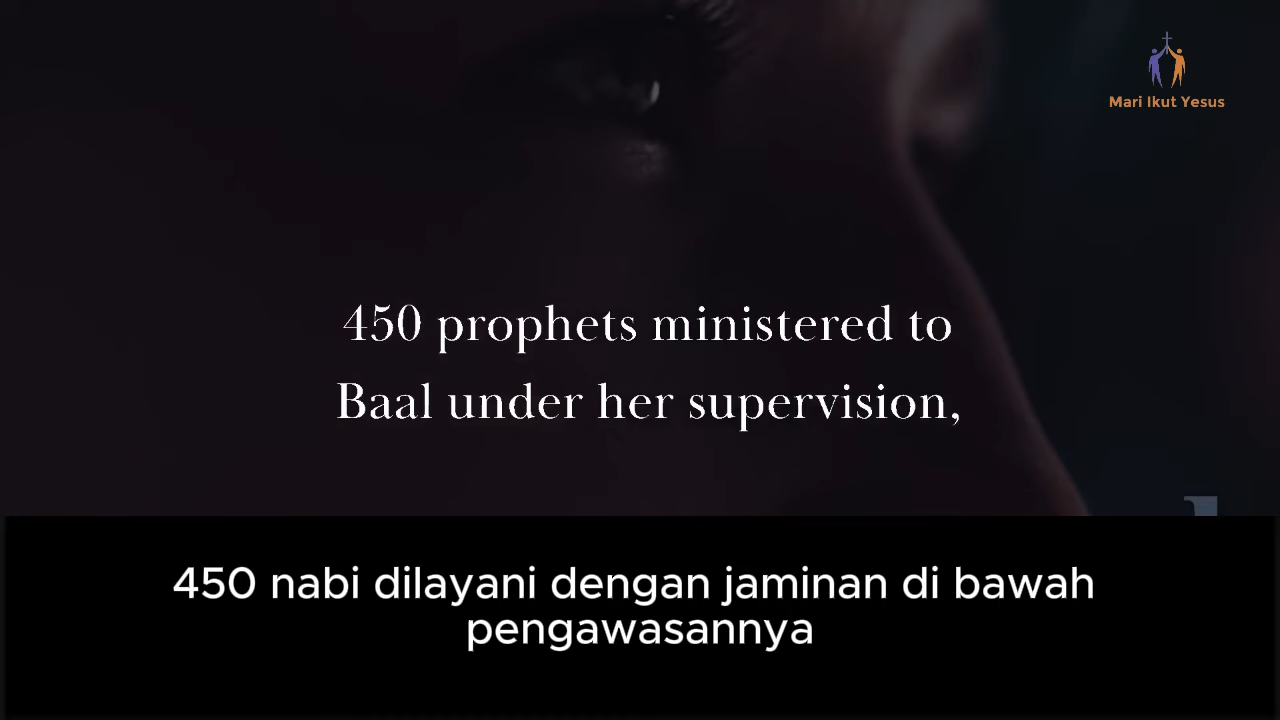 Mari Ikut Yesus
450 prophets ministered to
Baal under her supervision,
450 nabi dilayani dengan jaminan di bawah
pengawasannya